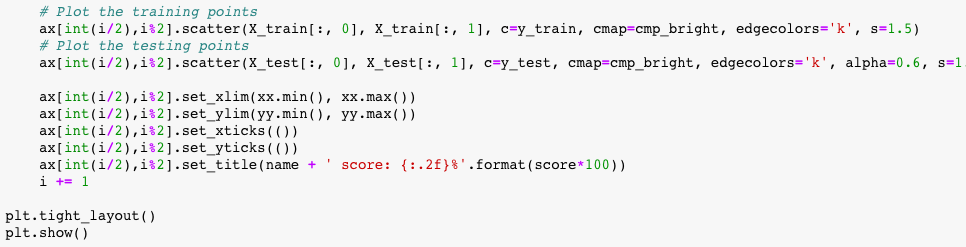 # Plot the training points
ax[int(i/2),i%2].scatter(X_train[:, 0], X_train[:, 1], c=y_train, cmap=cmp_bright, edgecolors='k', s=1.5)
# Plot the testing points
ax[int(i/2),i%2].scatter(X_test[:, 0], X_test[:, 1], c=y_test, cmap=cmp_bright, edgecolors='k', alpha=0.6, s=1
ax[int(i/2),i%2].set_xlim(xx.min(), xx.max())
ax[int(i/2),i%2].set_ylim(yy.min(), yy.max())
ax[int(i/2),i%2].set_xticks(())
ax[int(i/2),i%2].set_yticks(())
ax[int(i/2),i%2].set_title(name + ' score: {:.2f}%'.format(score*100))
i += 1
plt.tight_layout()
plt.show()